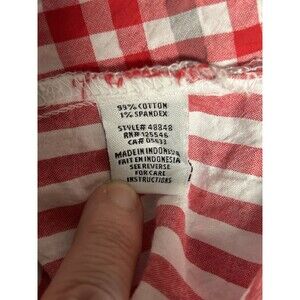 99% COTTON
1% SPANDEX
STYLE# 48848
RN# 125546
CA# 05833
MADE IN INDONESIA
FAIT EN INDONESIA
SEE REVERSE
FOR CARE
INSTRUCTIONS